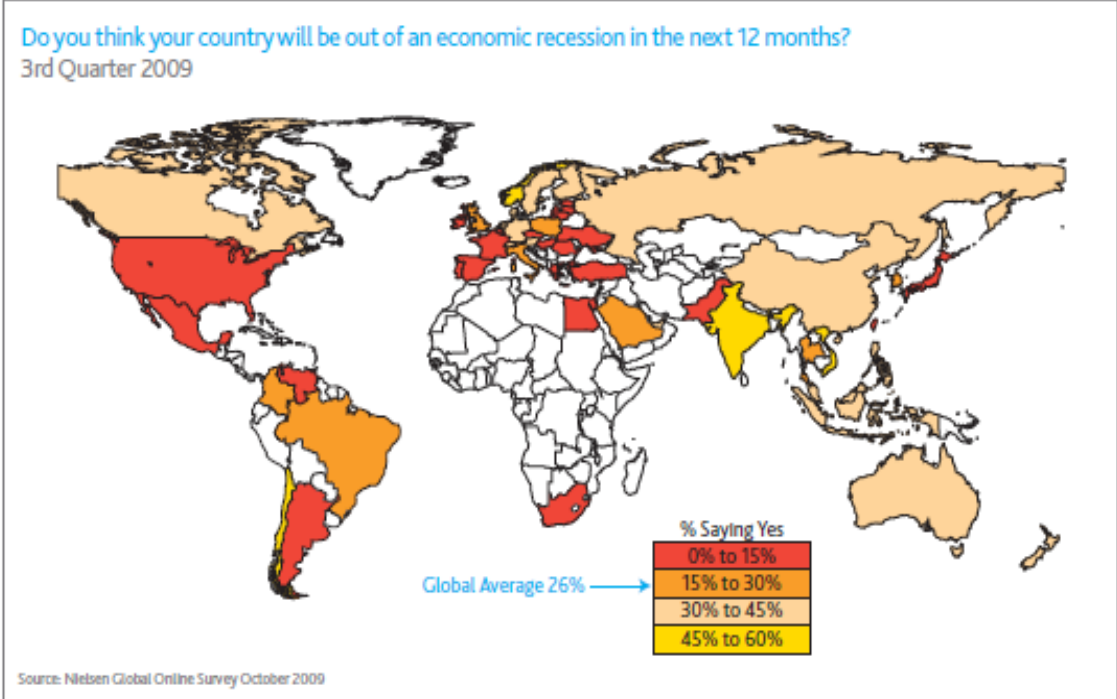 Do you think your country will be out of an economic recession in the next 12 months?
3rd Quarter 2009
% Saying Yes
0% to 15%
Global Average 26%
15% to 30%
30% to 45%
45% to 60%
Source: Nielsen Global Online Survey October 2009